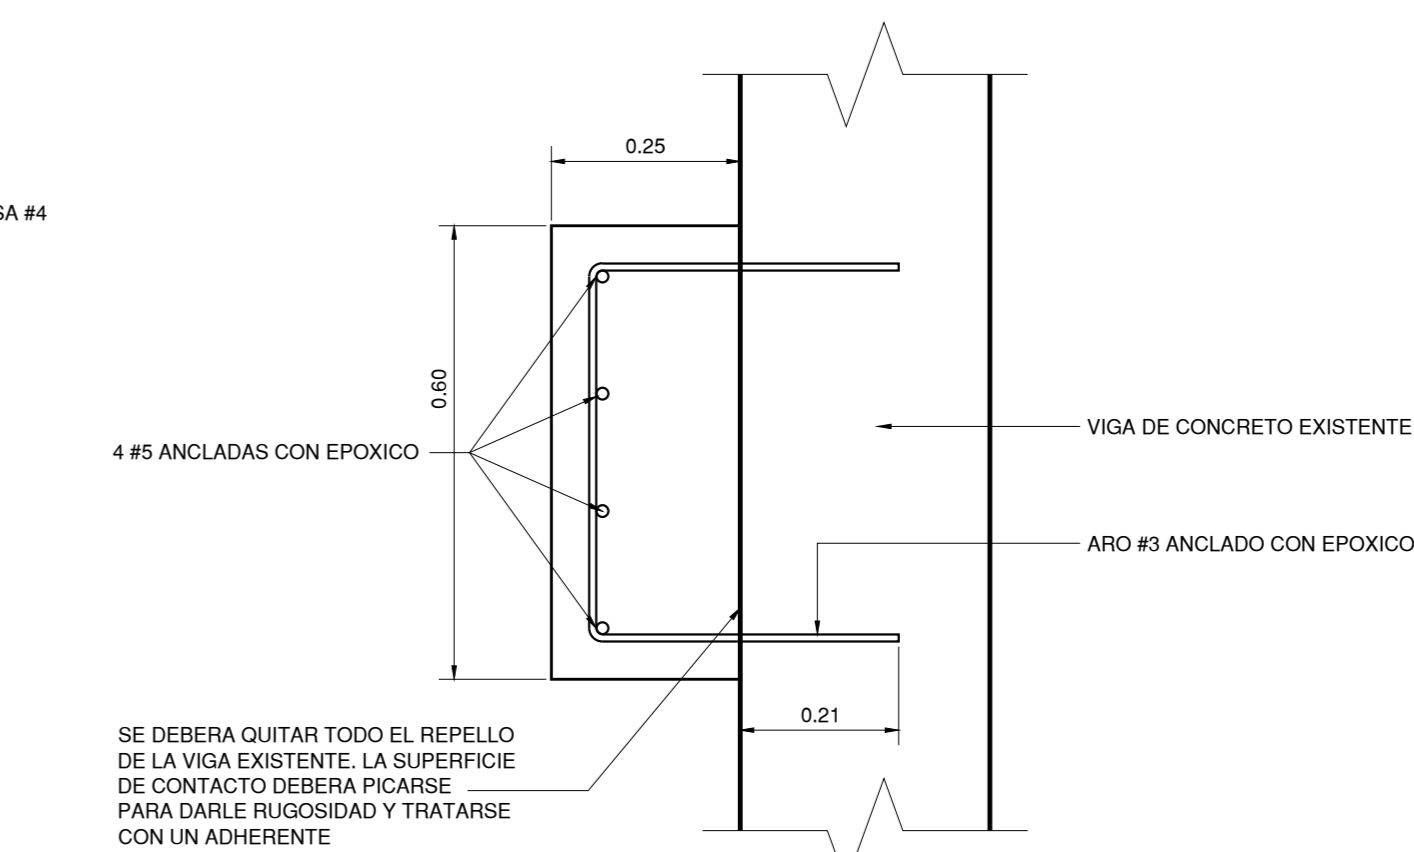 0.25
#4
0.60
4 #5 ANCLADAS CON EPOXICO
VIGA DE CONCRETO EXISTENTE
ARO #3 ANCLADO CON EPOXICO
0.21
SE DEBERA QUITAR TODO EL REPELLO
DE LA VIGA EXISTENTE. LA SUPERFICIE
DE CONTACTO DEBERA PICARSE
PARA DARLE RUGOSIDAD Y TRATARSE
CON UN ADHERENTE